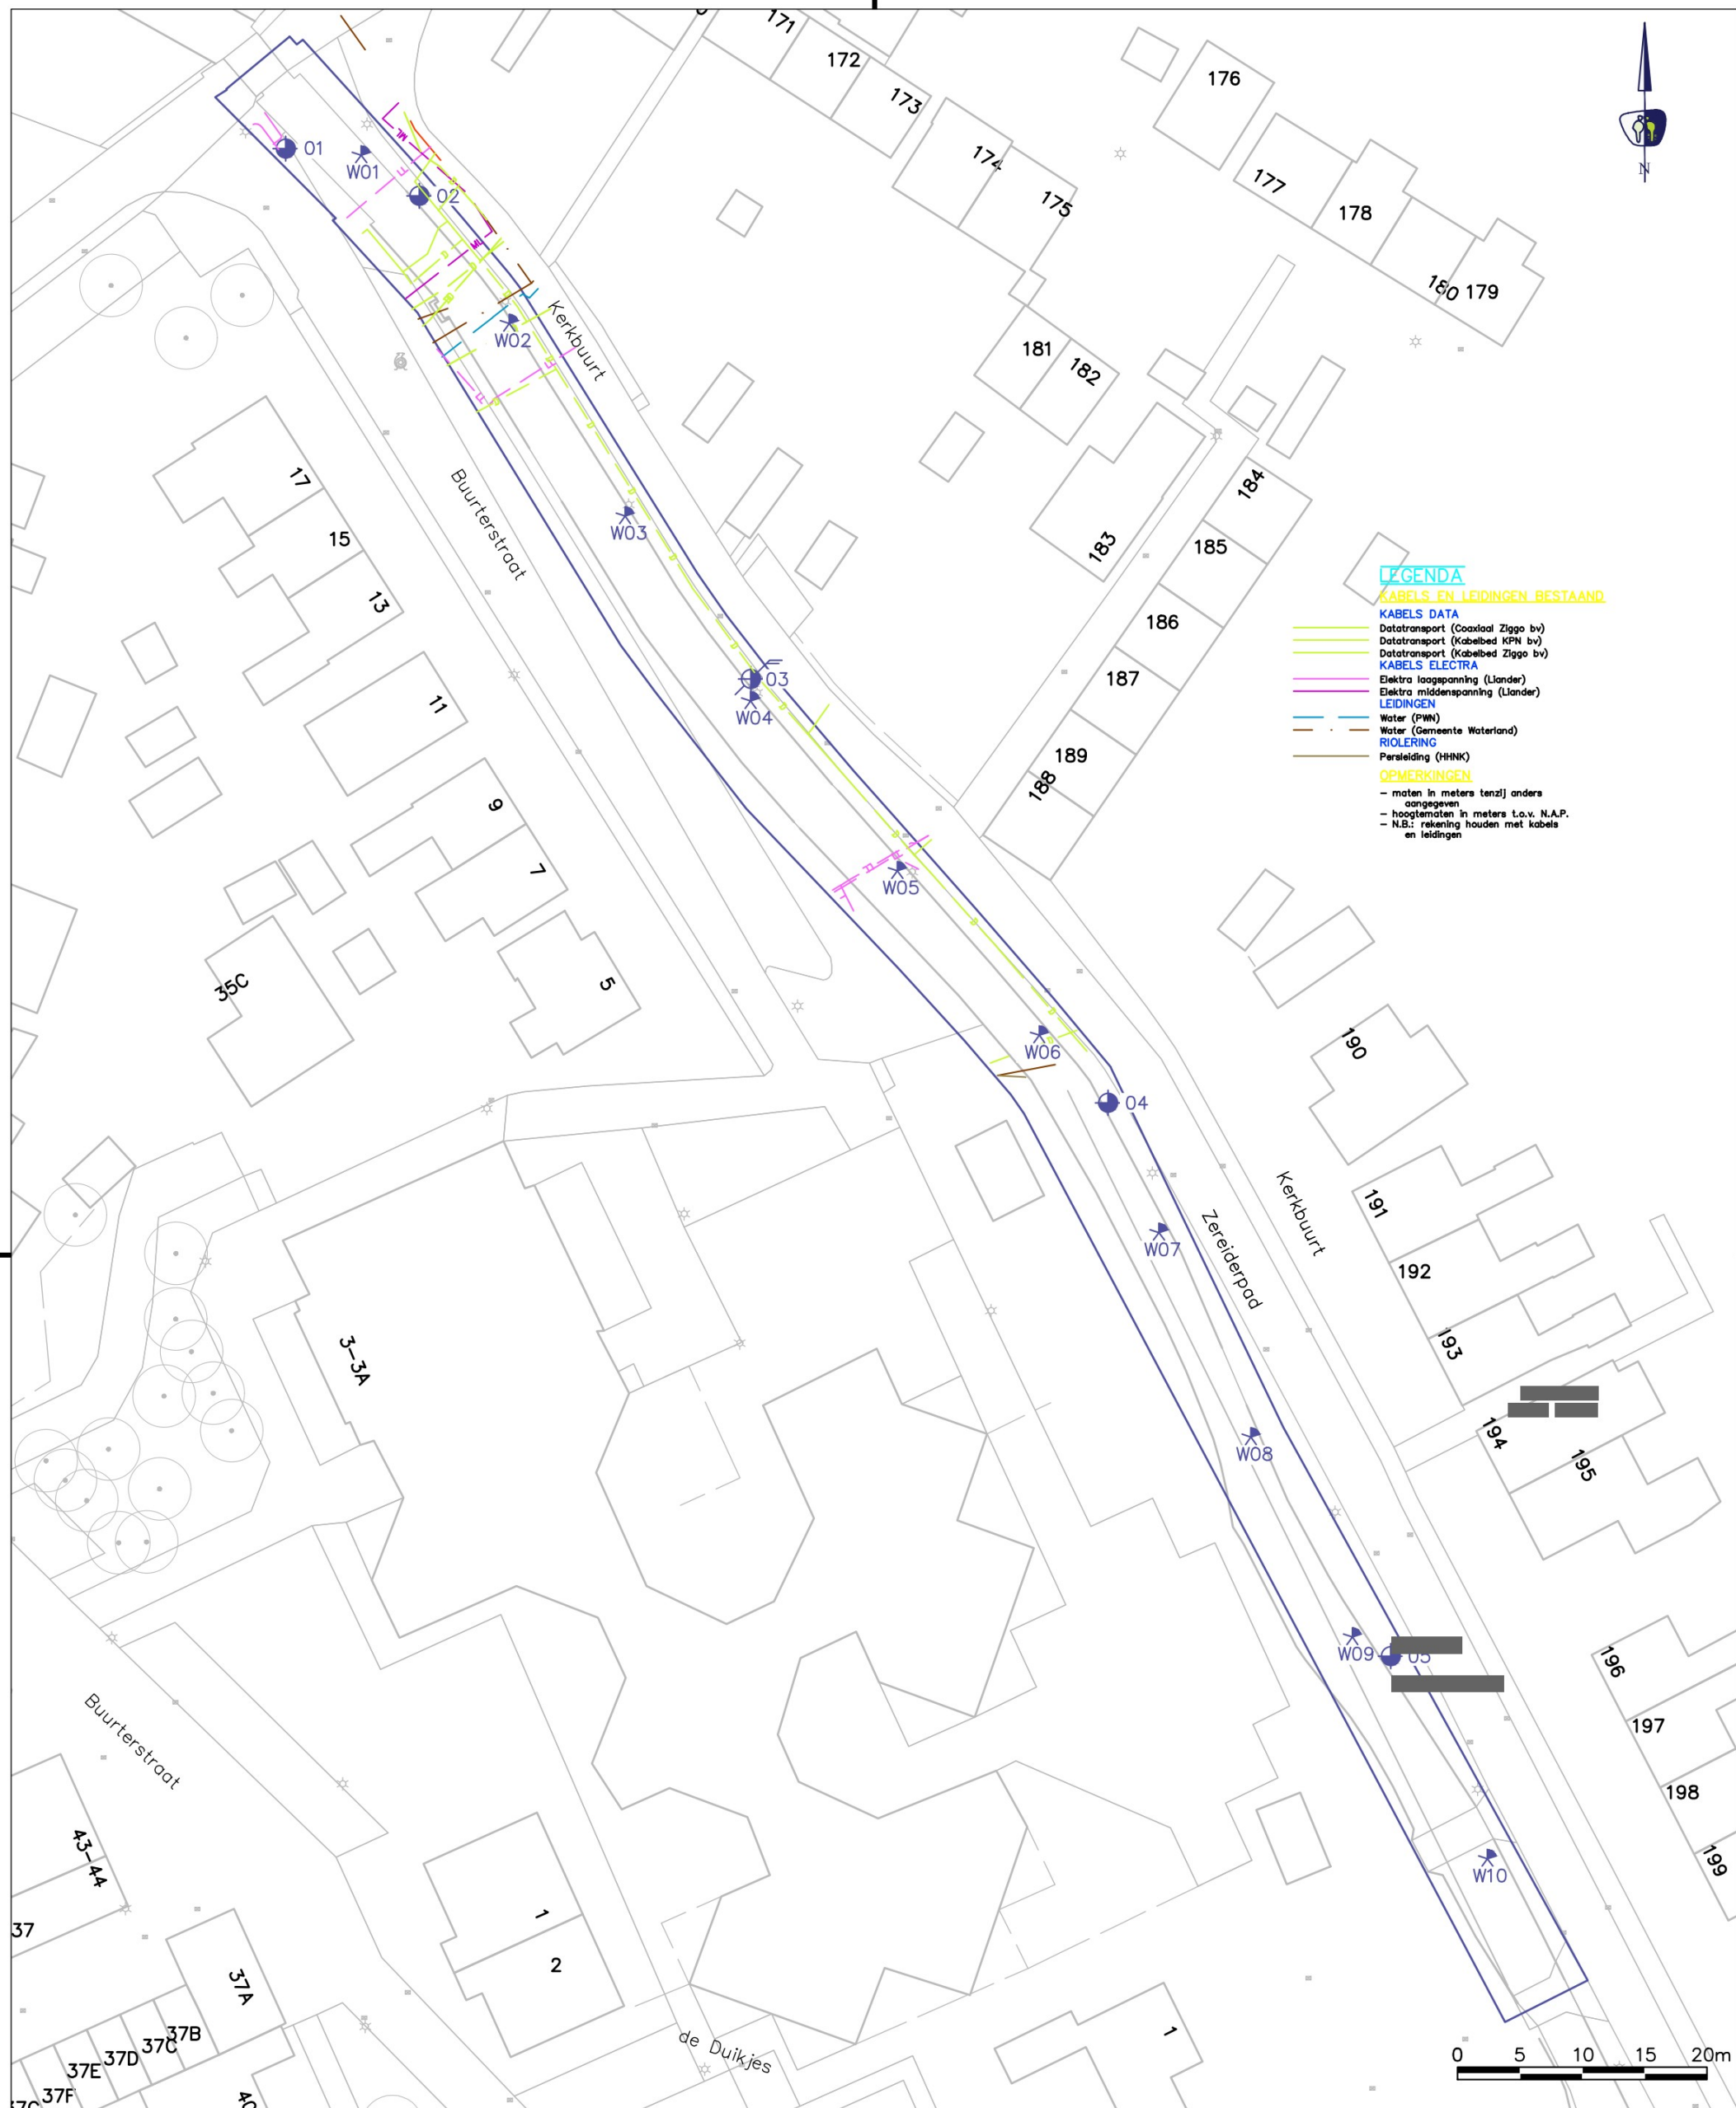 171
172
173
174
175
176
177
178
180
179
N
01
W01
02
ML
W02
Kerkbuurt
181
182
183
184
185
186
187
189
188
17
15
13
Buurterstraat
W03
03
W04
11
9
7
5
35C
W05
W06
04
LEGENDA
KABELS EN LEIDINGEN BESTAAND
KABELS DATA
Datatransport (Coaxiaal Ziggo bv)
Datatransport (Kabelbed KPN bv)
Datatransport (Kabelbed Ziggo bv)
KABELS ELECTRA
Elektra laagspanning (Liander)
Elektra middenspanning (Liander)
LEIDINGEN
Water (PWN)
Water (Gemeente Waterland)
RIOLERING
Persleiding (HHNK)
OPMERKINGEN
- maten in meters tenzij anders
aangegeven
- hoogtematen in meters t.o.v. N.A.P.
- N.B.: rekening houden met kabels
en leidingen
190
191
192
193
194
195
Kerkbuurt
Zereiderpad
W07
W08
3-3A
W09
05
196
197
198
199
W10
Buurterstraat
43-44
37
37A
37B
37C
37D
37E
37F
1
2
de Duikjes
1
0 5 10 15 20m